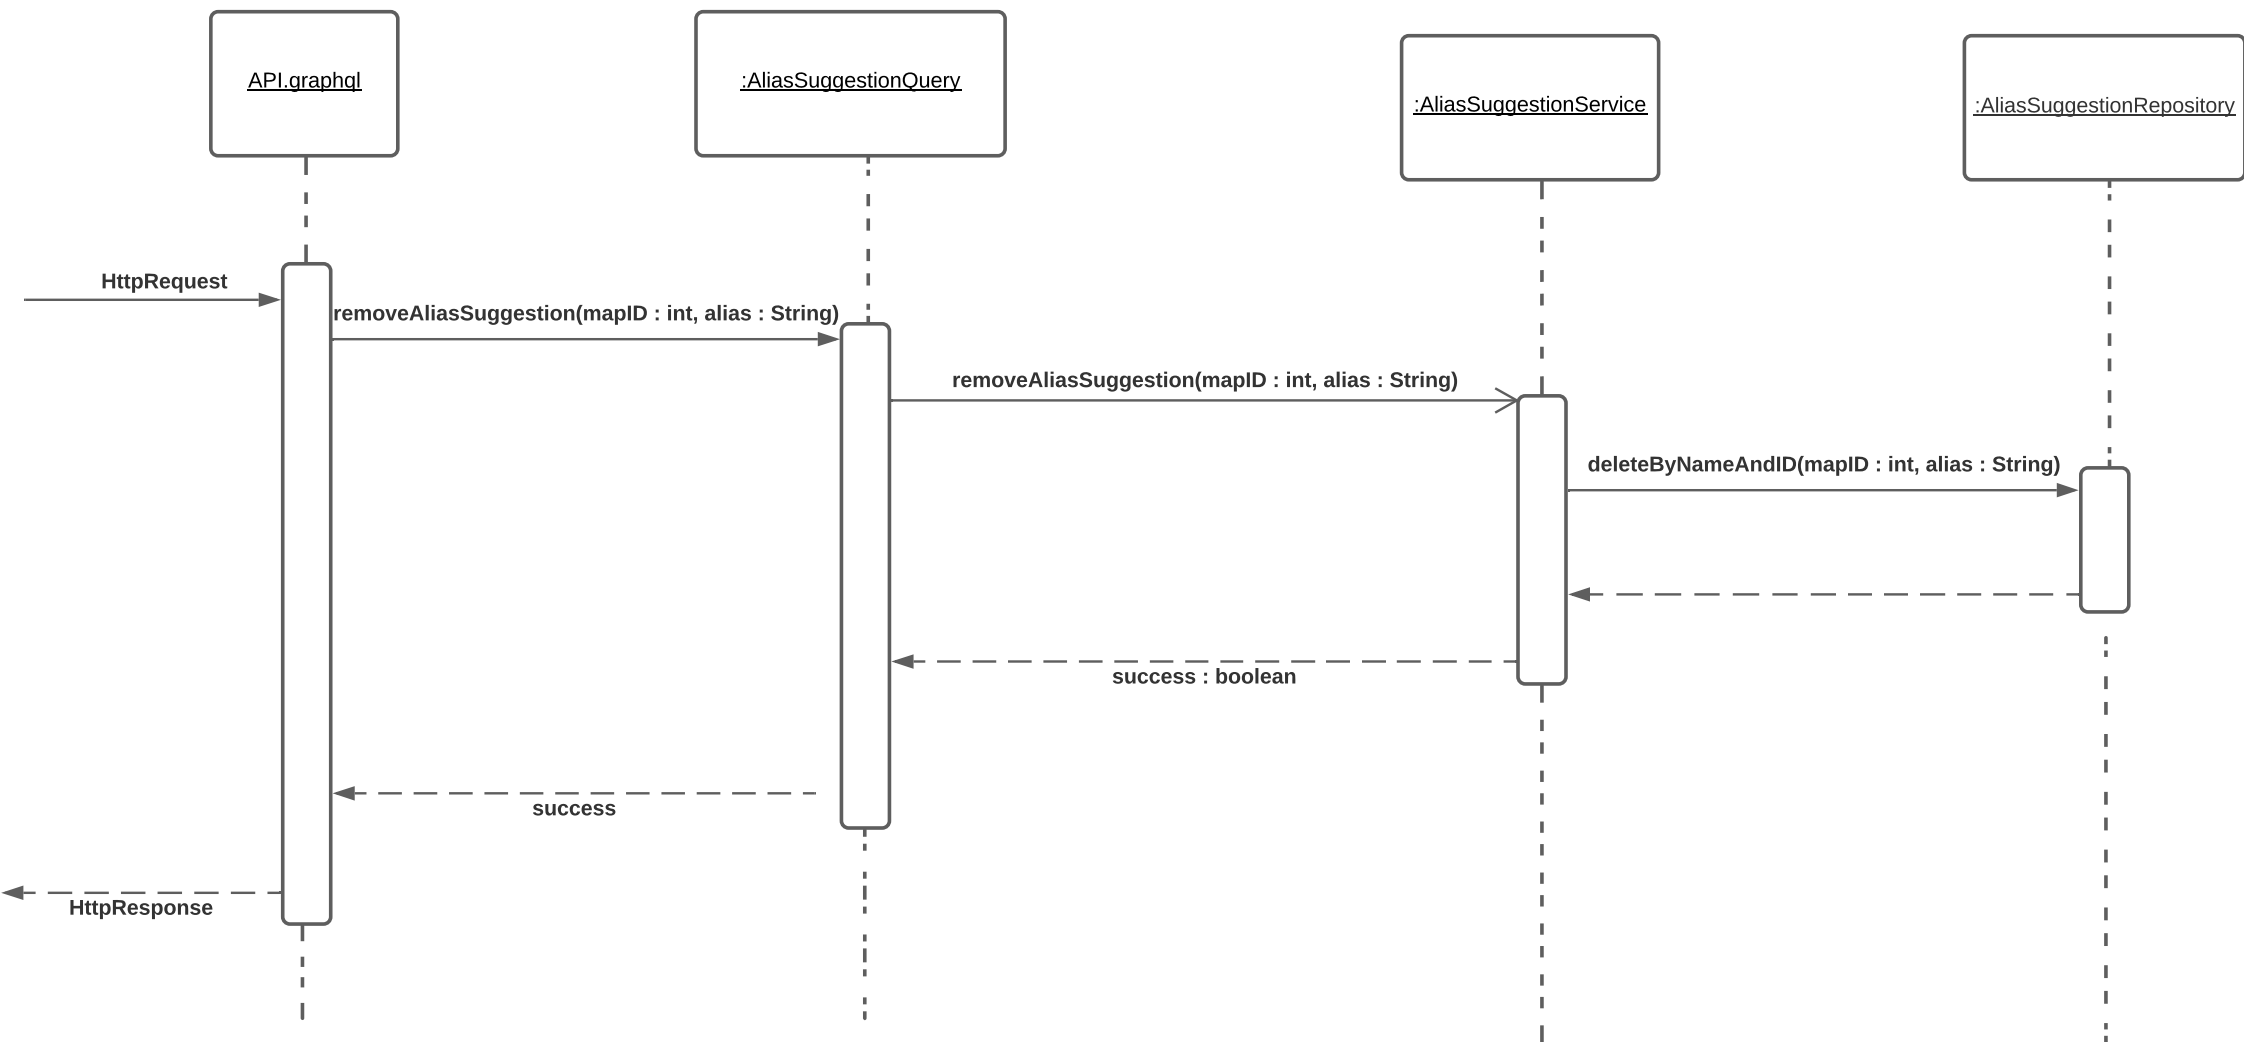 API.graphql
:AliasSuggestionQuery
:AliasSuggestionService
:AliasSuggestionRepository
HttpRequest
removeAliasSuggestion(mapID : int, alias : String)
removeAliasSuggestion(mapID : int, alias : String)
deleteByNameAndID(mapID : int, alias : String)
success : boolean
success
HttpResponse